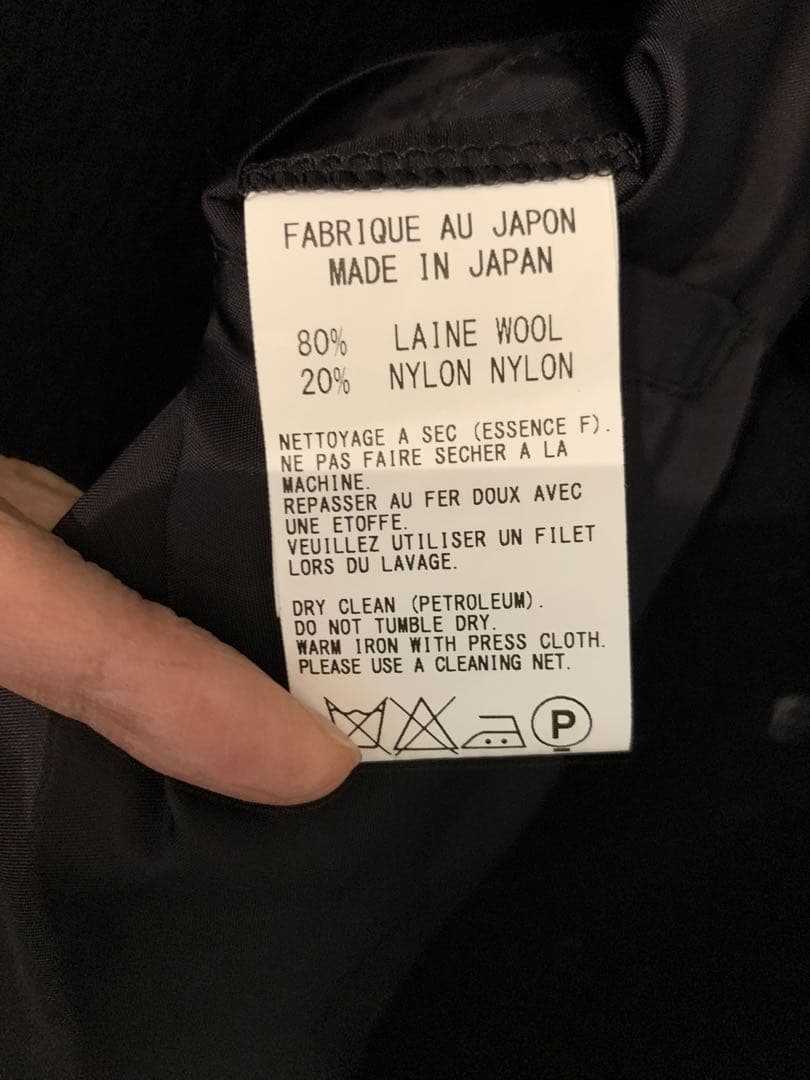 FABRIQUE AU JAPON
MADE IN JAPAN
80% LAINE WOOL
20% NYLON NYLON
NETTOYAGE A SEC (ESSENCE F).
NE PAS FAIRE SECHER A LA
MACHINE.
REPASSER AU FER DOUX AVEC
UNE ETOFFE.
VEUILLEZ UTILISER UN FILET
LORS DU LAVAGE.
DRY CLEAN (PETROLEUM).
DO NOT TUMBLE DRY.
WARM IRON WITH PRESS CLOTH.
PLEASE USE A CLEANING NET.
P